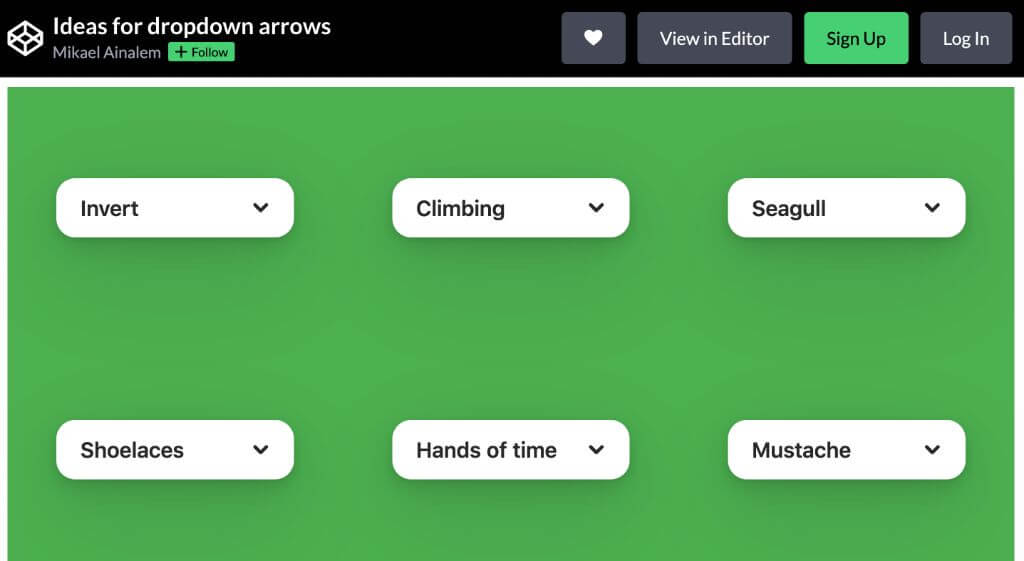 Ideas for dropdown arrows
Mikael Ainalem + Follow
View in Editor
Sign Up
Log In
Invert
Climbing
Seagull
Shoelaces
Hands of time
Mustache